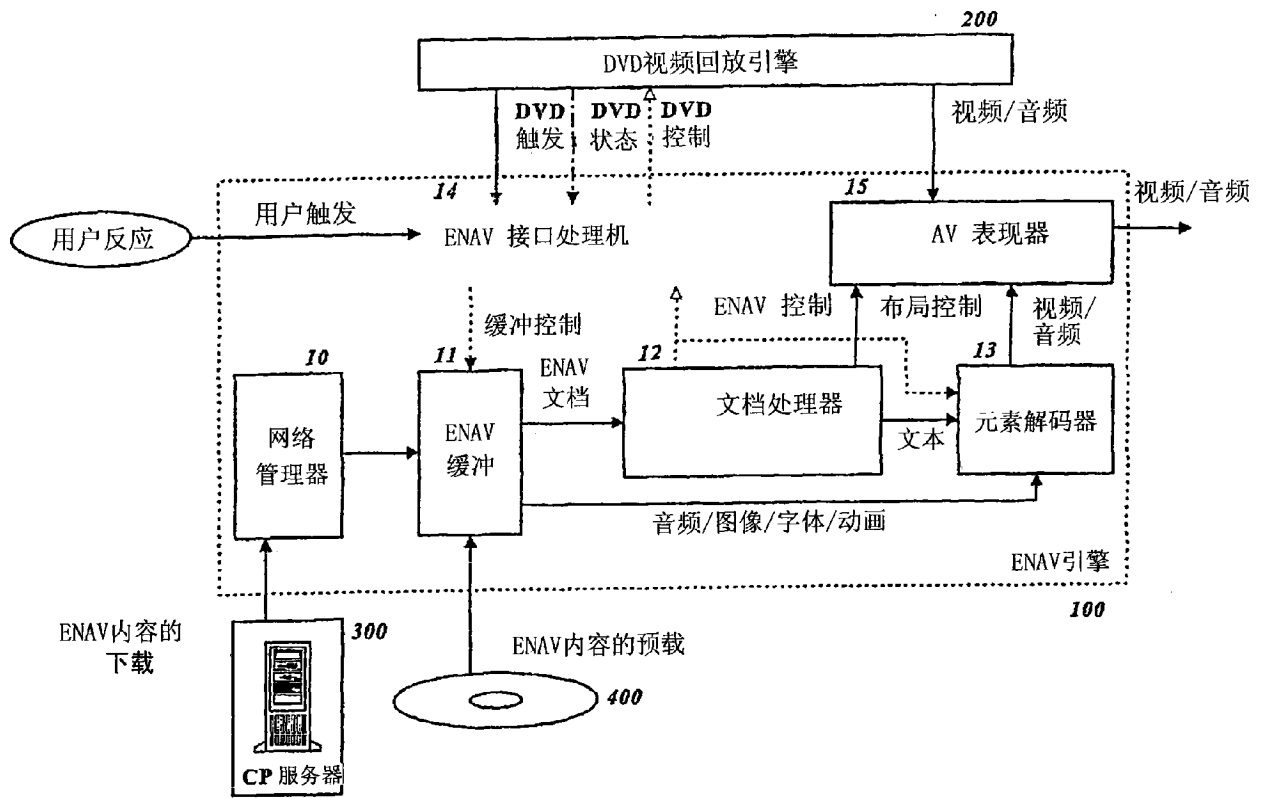 200
DVD视频回放引擎
DVD
触发
DVD
状态
DVD
控制
视频/音频
14
15
视频/音频
用户触发
用户反应
ENAV 接口处理机
AV 表现器
缓冲控制
ENAV 控制
布局控制
视频/
音频
10
11
ENAV
文档
12
13
网络
管理器
ENAV
缓冲
文档处理器
文本
元素解码器
音频/图像/字体/动画
ENAV引擎
100
ENAV内容的
下载
300
ENAV内容的预载
400
CP 服务器